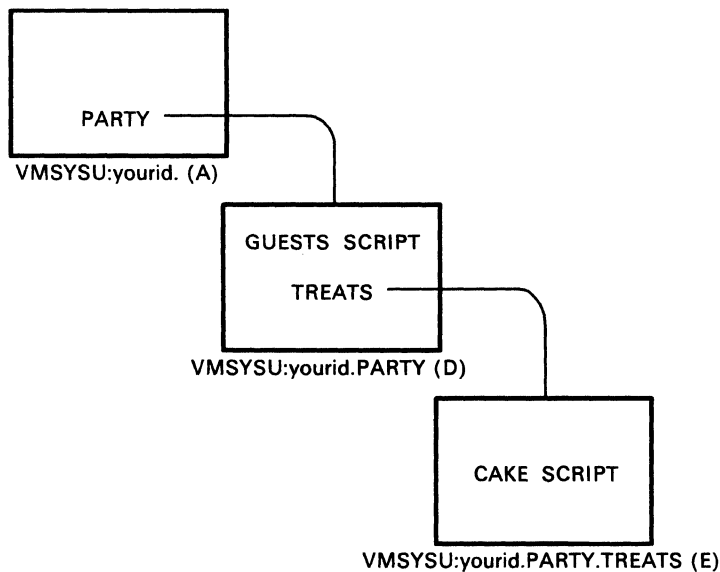 PARTY
VMSYSU:yourid. (A)
GUESTS SCRIPT
TREATS
VMSYSU:yourid.PARTY (D)
CAKE SCRIPT
VMSYSU:yourid.PARTY.TREATS (E)